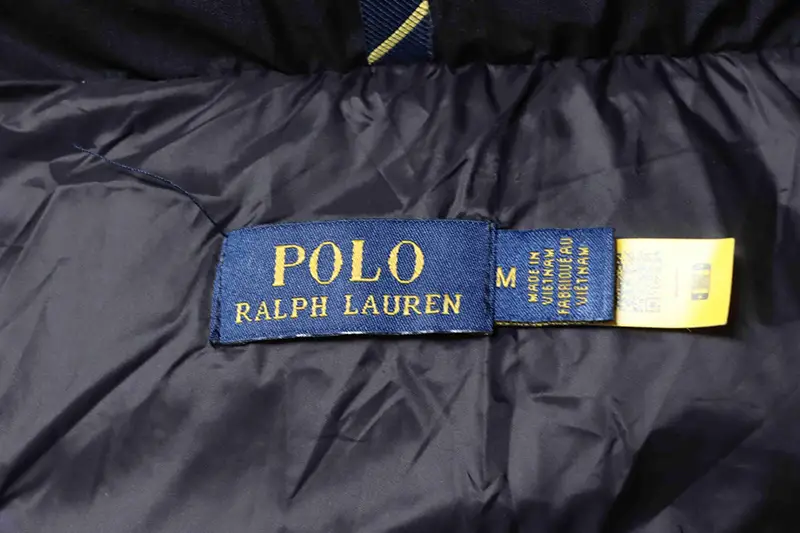 POLO
RALPH LAUREN
M
MADE IN
VIETNAM
FABRIQUÉ AU
VIETNAM